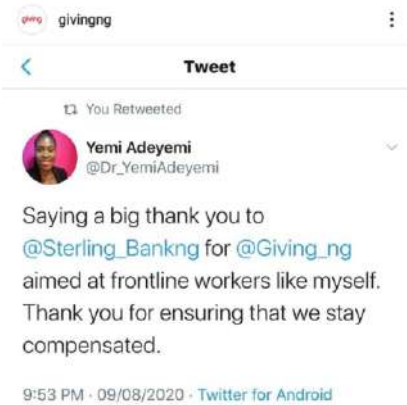 giving
givingng
Tweet
You Retweeted
Yemi Adeyemi
@Dr_YemiAdeyemi
Saying a big thank you to
@Sterling_Bankng for @Giving_ng
aimed at frontline workers like myself.
Thank you for ensuring that we stay
compensated.
9:53 PM · 09/08/2020 · Twitter for Android